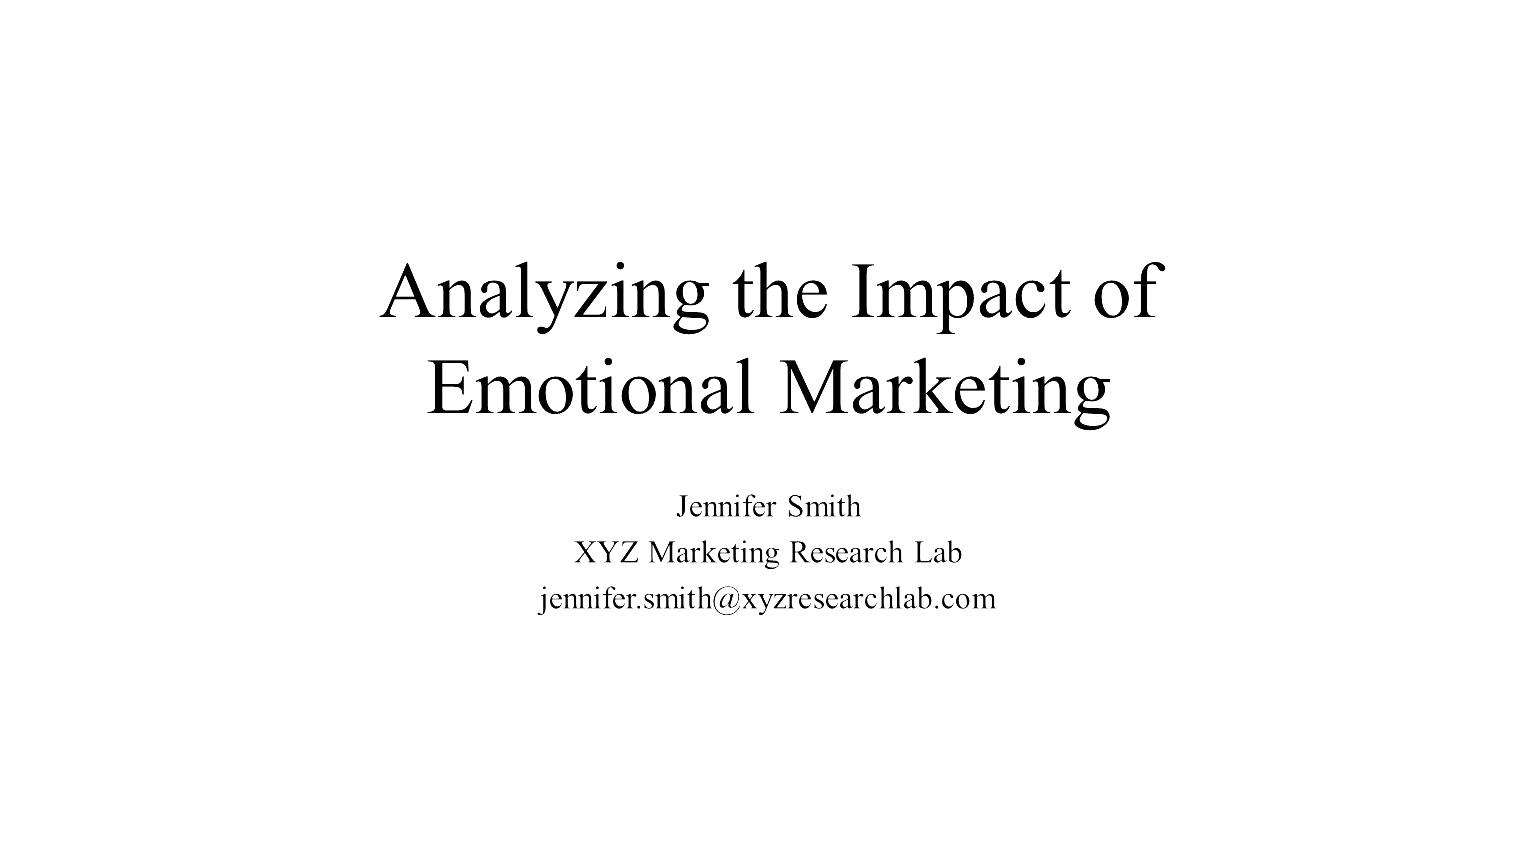 Analyzing the Impact of
Emotional Marketing
Jennifer Smith
XYZ Marketing Research Lab
jennifer.smith@xyzresearchlab.com